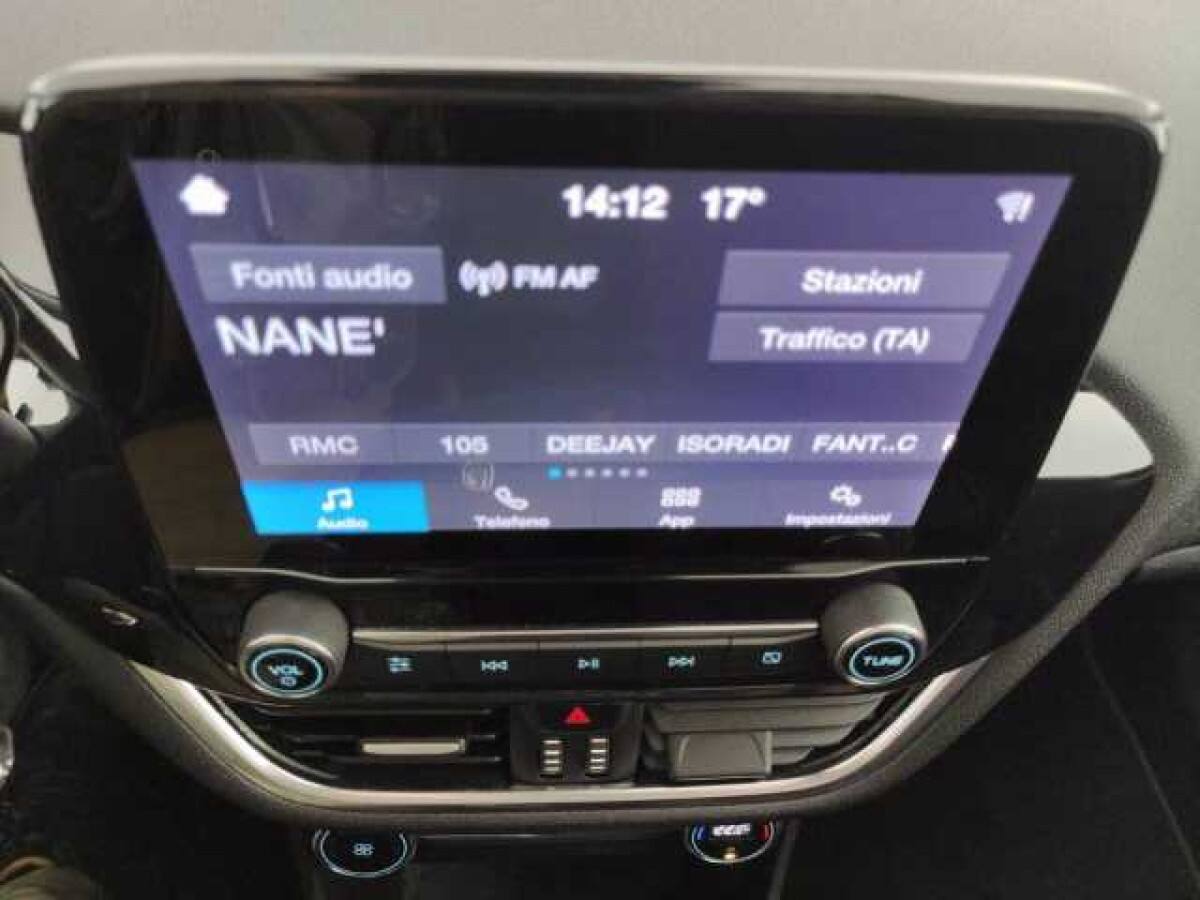 14:12 17°
Fonti audio FM AF Stazioni
NANE' Traffico (TA)
RMC 105 DEEJAY ISORADI FANT..C
Audio Telefono App Impostazioni
VOL TUNE